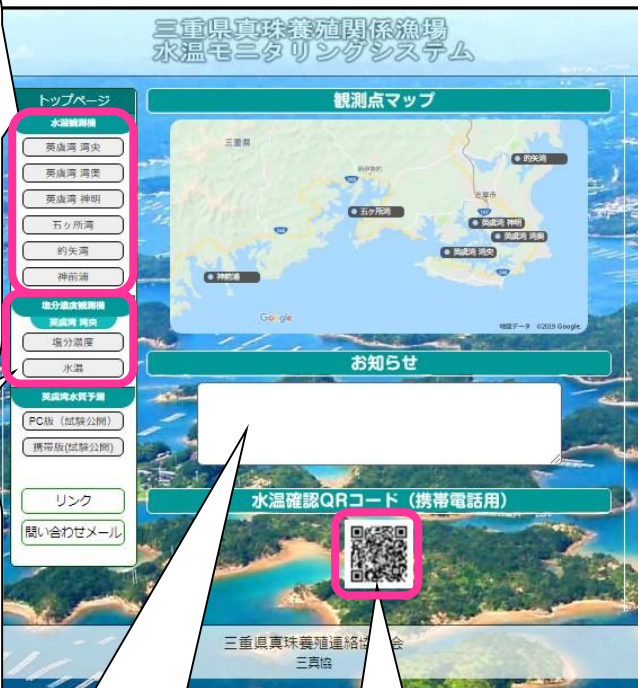 三重県真珠養殖関係漁場
水温モニタリングシステム
トップページ
水温観測機
英虞湾 湾央
英虞湾 湾奥
英虞湾 神明
五ヶ所湾
的矢湾
神前浦
塩分濃度観測機
英虞湾 湾央
塩分濃度
水温
英虞湾水質予測
PC版（試験公開）
携帯版(試験公開)
リンク
問い合わせメール
観測点マップ
三重県
南伊勢町
志摩市
的矢湾
五ヶ所湾
英虞湾 神明
英虞湾 湾奥
英虞湾 湾央
神前浦
Google
地図データ ©2019 Google
お知らせ
水温確認QRコード（携帯電話用）
三重県真珠養殖連絡協
会
三真協